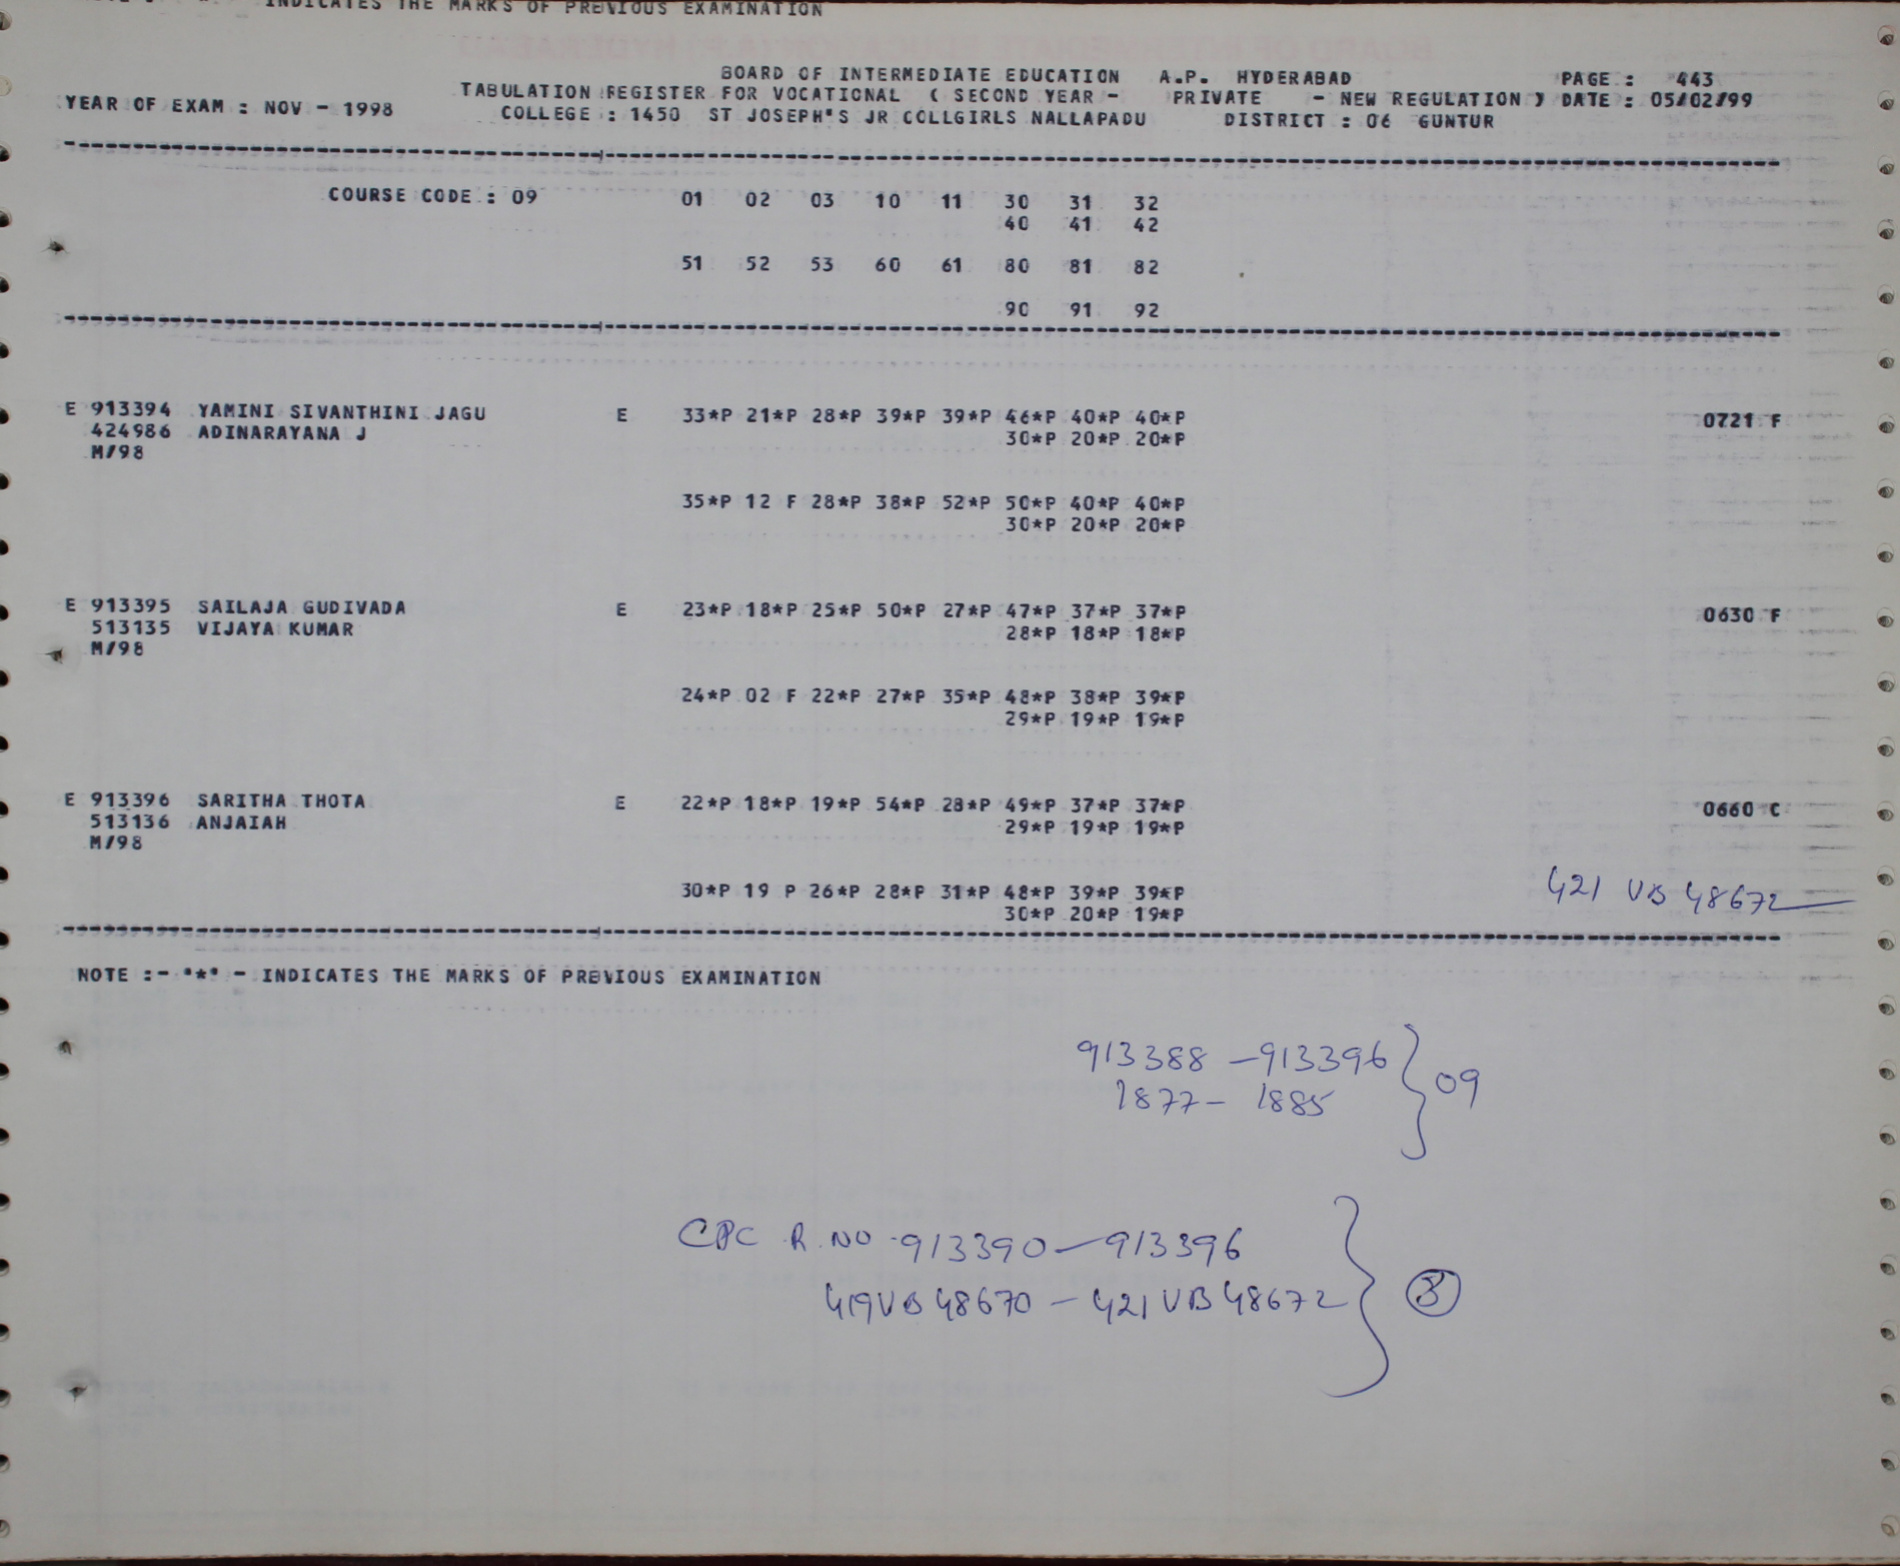 INDICATES THE MARKS OF PREVIOUS EXAMINATION
BOARD OF INTERMEDIATE EDUCATION A.P. HYDERABAD PAGE : 443
YEAR OF EXAM : NOV - 1998 TABULATION REGISTER FOR VOCATIONAL ( SECOND YEAR - PRIVATE - NEW REGULATION ) DATE : 05/02/99
COLLEGE : 1450 ST JOSEPH'S JR COLLGIRLS NALLAPADU DISTRICT : 06 GUNTUR
COURSE CODE : 09 01 02 03 10 11 30 31 32
40 41 42
51 52 53 60 61 80 81 82
90 91 92
E 913394 YAMINI SIVANTHINI JAGU E 33*P 21*P 28*P 39*P 39*P 46*P 40*P 40*P 0721 F
424986 ADINARAYANA J 30*P 20*P 20*P
M/98
35*P 12 F 28*P 38*P 52*P 50*P 40*P 40*P
30*P 20*P 20*P
E 913395 SAILAJA GUDIVADA E 23*P 18*P 25*P 50*P 27*P 47*P 37*P 37*P 0630 F
513135 VIJAYA KUMAR 28*P 18*P 18*P
M/98
24*P 02 F 22*P 27*P 35*P 48*P 38*P 39*P
29*P 19*P 19*P
E 913396 SARITHA THOTA E 22*P 18*P 19*P 54*P 28*P 49*P 37*P 37*P 0660 C
513136 ANJAIAH 29*P 19*P 19*P
M/98
30*P 19 P 26*P 28*P 31*P 48*P 39*P 39*P 421 VB 48672
30*P 20*P 19*P
NOTE :- "*" - INDICATES THE MARKS OF PREVIOUS EXAMINATION
913388 - 913396 } 09
1877 - 1885
CPC R.NO 913390 - 913396
419VB48670 - 421VB48672